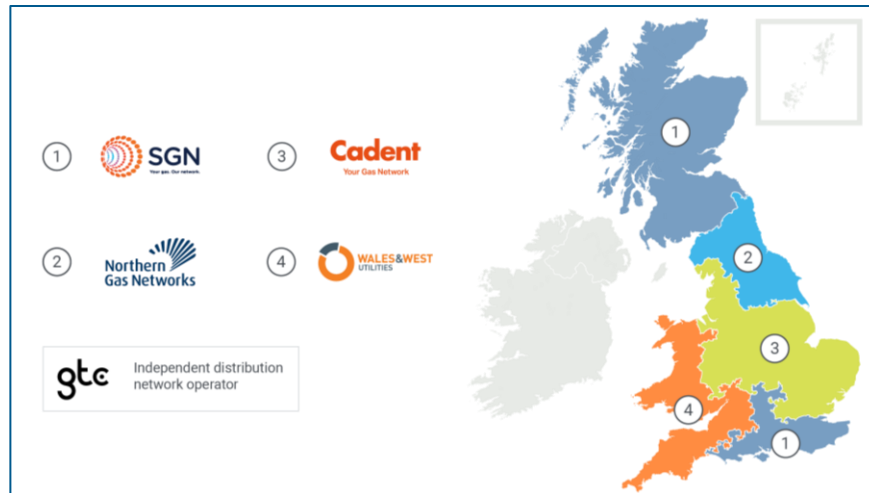 1
SGN
Your gas. Our network.
3
Cadent
Your Gas Network
2
Northern
Gas Networks
4
WALES&WEST
UTILITIES
gtc
Independent distribution
network operator
1
2
3
4
1